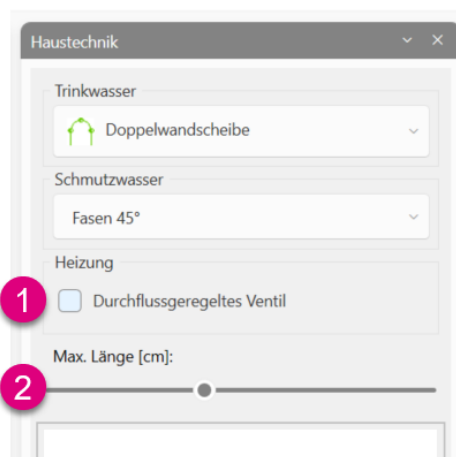 Haustechnik
Trinkwasser
Doppelwandscheibe
Schmutzwasser
Fasen 45°
Heizung
1
Durchflussgeregeltes Ventil
Max. Länge [cm]:
2